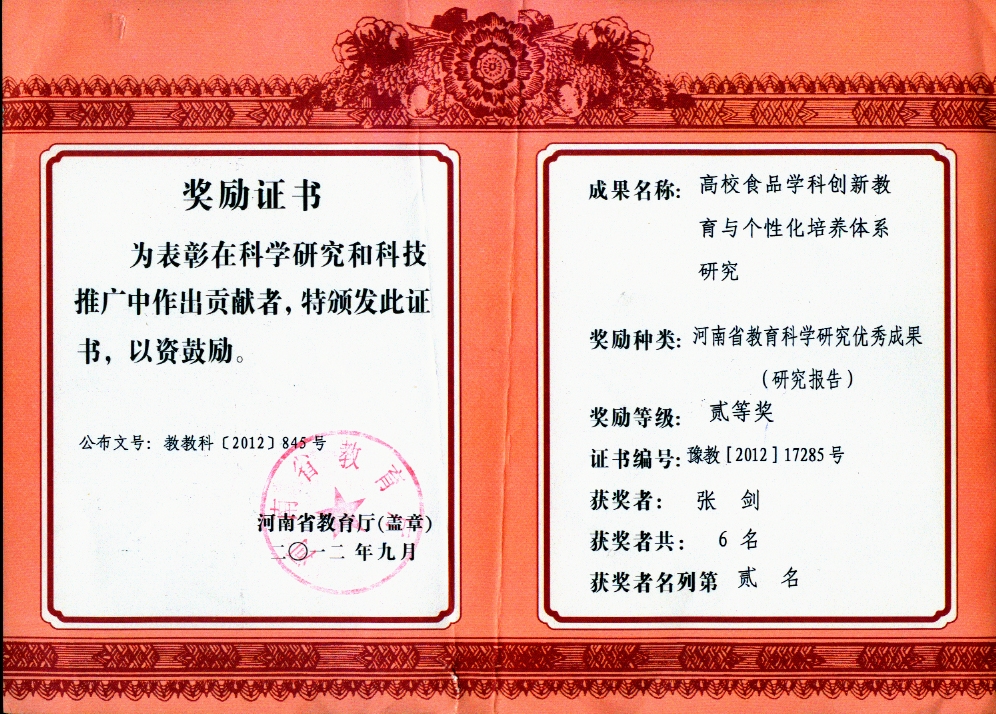 奖励证书
为表彰在科学研究和科技
推广中作出贡献者，特颁发此证
书，以资鼓励。
公布文号：教教科〔2012〕845号
河南省教育厅
河南省教育厅(盖章)
二〇一二年九月
成果名称：高校食品学科创新教
育与个性化培养体系
研究
奖励种类：河南省教育科学研究优秀成果
（研究报告）
奖励等级：贰等奖
证书编号：豫教[2012]17285号
获奖者：张 剑
获奖者共：6名
获奖者名列第 贰 名